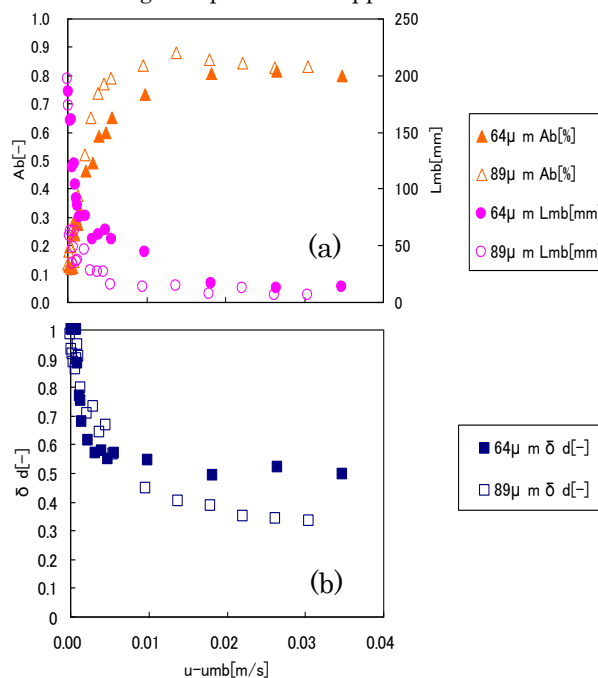 1.0
0.9
0.8
0.7
0.6
0.5
0.4
0.3
0.2
0.1
0.0
Ab[-]
250
200
150
100
50
0
Lmb[mm]
(a)
64μ m Ab[%]
89μ m Ab[%]
64μ m Lmb[mm]
89μ m Lmb[mm]
1
0.9
0.8
0.7
0.6
0.5
0.4
0.3
0.2
0.1
0
δ d[-]
(b)
64μ m δ d[-]
89μ m δ d[-]
0.00 0.01 0.02 0.03 0.04
u-umb[m/s]